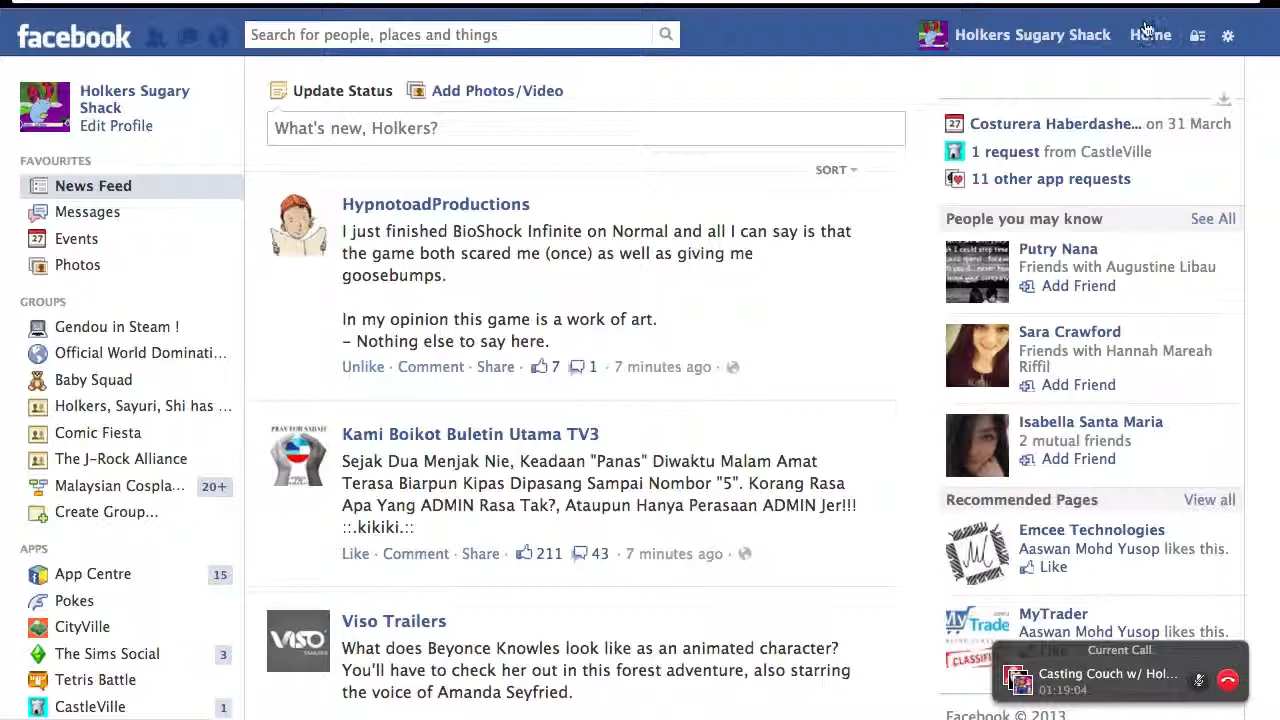 facebook
Search for people, places and things
Holkers Sugary Shack
Home
Holkers Sugary
Shack
Edit Profile
FAVOURITES
News Feed
Messages
27
Events
Photos
GROUPS
Gendou in Steam !
Official World Dominati...
Baby Squad
Holkers, Sayuri, Shi has ...
Comic Fiesta
The J-Rock Alliance
Malaysian Cospla... 20+
Create Group...
APPS
App Centre 15
Pokes
CityVille
The Sims Social 3
Tetris Battle
CastleVille 1
Update Status Add Photos/Video
What's new, Holkers?
SORT
HypnotoadProductions
I just finished BioShock Infinite on Normal and all I can say is that
the game both scared me (once) as well as giving me
goosebumps.
In my opinion this game is a work of art.
- Nothing else to say here.
Unlike · Comment · Share · 7 1 · 7 minutes ago ·
PRAY FOR SABAH
Kami Boikot Buletin Utama TV3
Sejak Dua Menjak Nie, Keadaan "Panas" Diwaktu Malam Amat
Terasa Biarpun Kipas Dipasang Sampai Nombor "5". Korang Rasa
Apa Yang ADMIN Rasa Tak?, Ataupun Hanya Perasaan ADMIN Jer!!!
::.kikiki.::
Like · Comment · Share · 211 43 · 7 minutes ago ·
VISO
TRAILERS
Viso Trailers
What does Beyonce Knowles look like as an animated character?
You'll have to check her out in this forest adventure, also starring
the voice of Amanda Seyfried.
27
Costurera Haberdashe... on 31 March
1 request from CastleVille
11 other app requests
People you may know See All
Putry Nana
Friends with Augustine Libau
Add Friend
Sara Crawford
Friends with Hannah Mareah
Riffil
Add Friend
Isabella Santa Maria
2 mutual friends
Add Friend
Recommended Pages View all
Emcee Technologies
Aaswan Mohd Yusop likes this.
Like
MyTrader
Aaswan Mohd Yusop likes this.
CLASSIFI
Current Call
Casting Couch w/ Hol...
01:19:04
Facebook © 2013